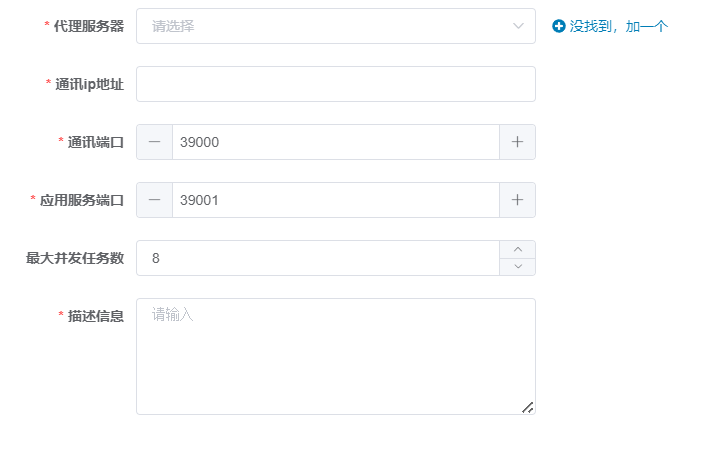 * 代理服务器 请选择 没找到，加一个
* 通讯ip地址
* 通讯端口 39000
* 应用服务端口 39001
最大并发任务数 8
* 描述信息 请输入